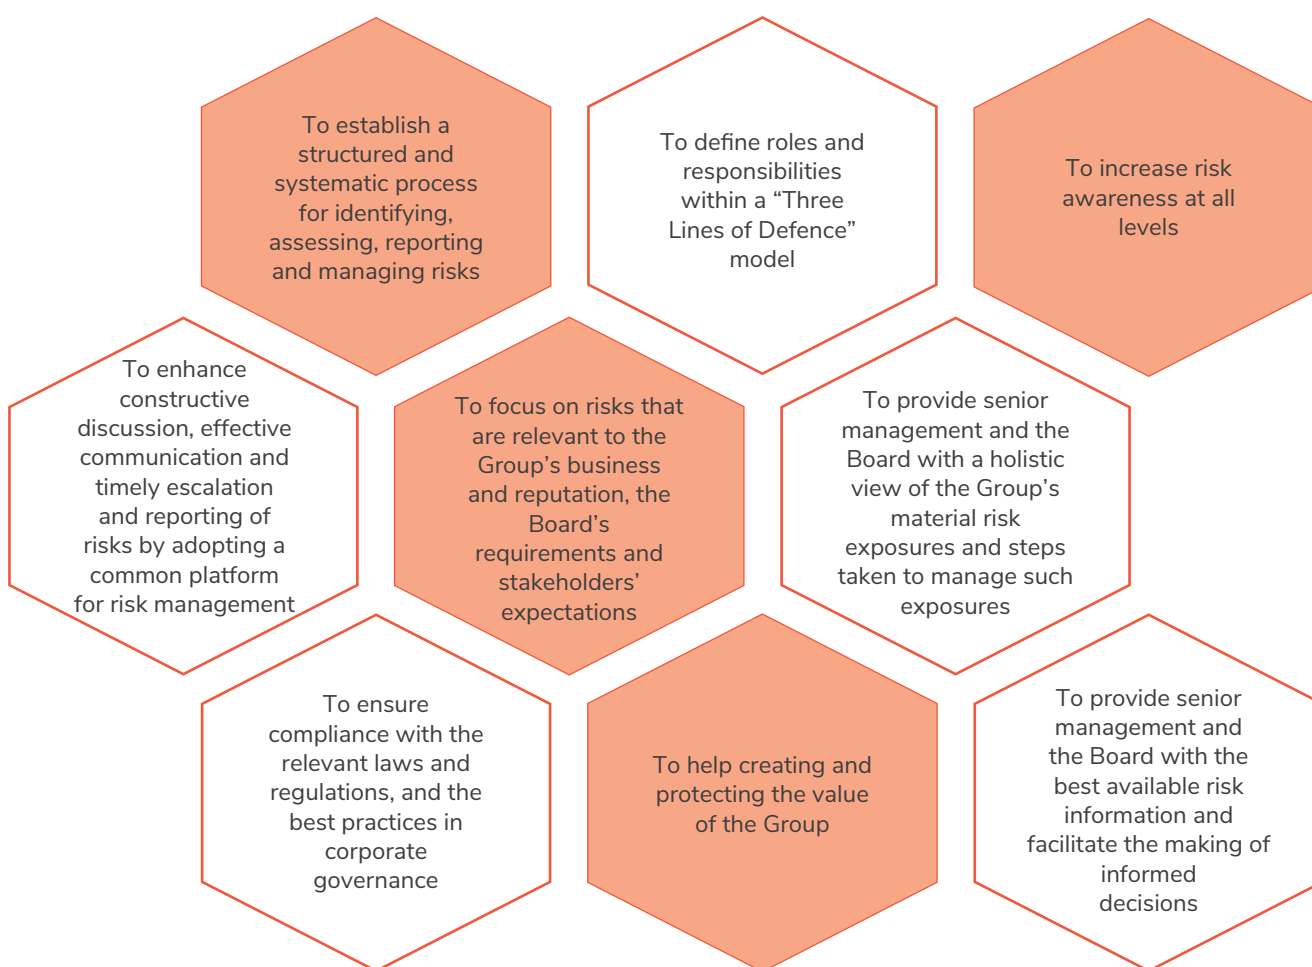 To establish a
structured and
systematic process
for identifying,
assessing, reporting
and managing risks
To define roles and
responsibilities
within a “Three
Lines of Defence”
model
To increase risk
awareness at all
levels
To enhance
constructive
discussion, effective
communication and
timely escalation
and reporting of
risks by adopting a
common platform
for risk management
To focus on risks that
are relevant to the
Group’s business
and reputation, the
Board’s
requirements and
stakeholders’
expectations
To provide senior
management and the
Board with a holistic
view of the Group’s
material risk
exposures and steps
taken to manage such
exposures
To ensure
compliance with the
relevant laws and
regulations, and the
best practices in
corporate
governance
To help creating and
protecting the value
of the Group
To provide senior
management and
the Board with the
best available risk
information and
facilitate the making of
informed
decisions